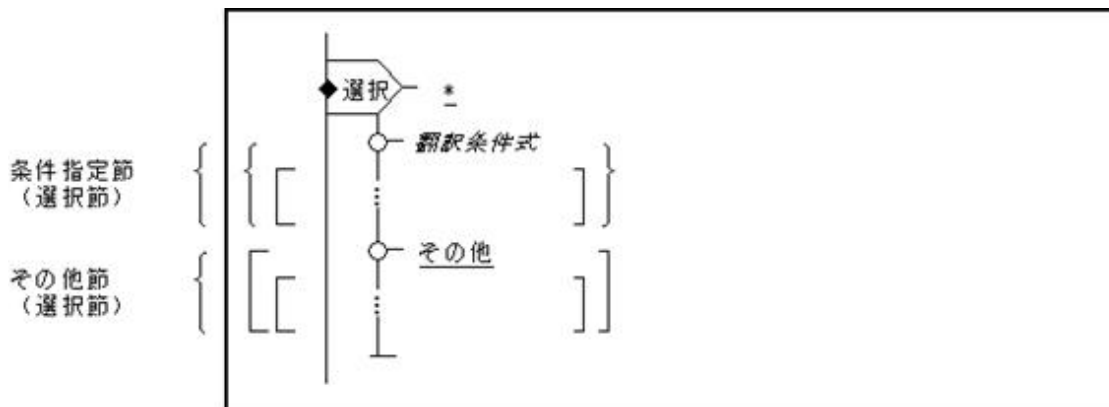 選択 *
翻訳条件式
条件指定節
（選択節）
その他
その他節
（選択節）